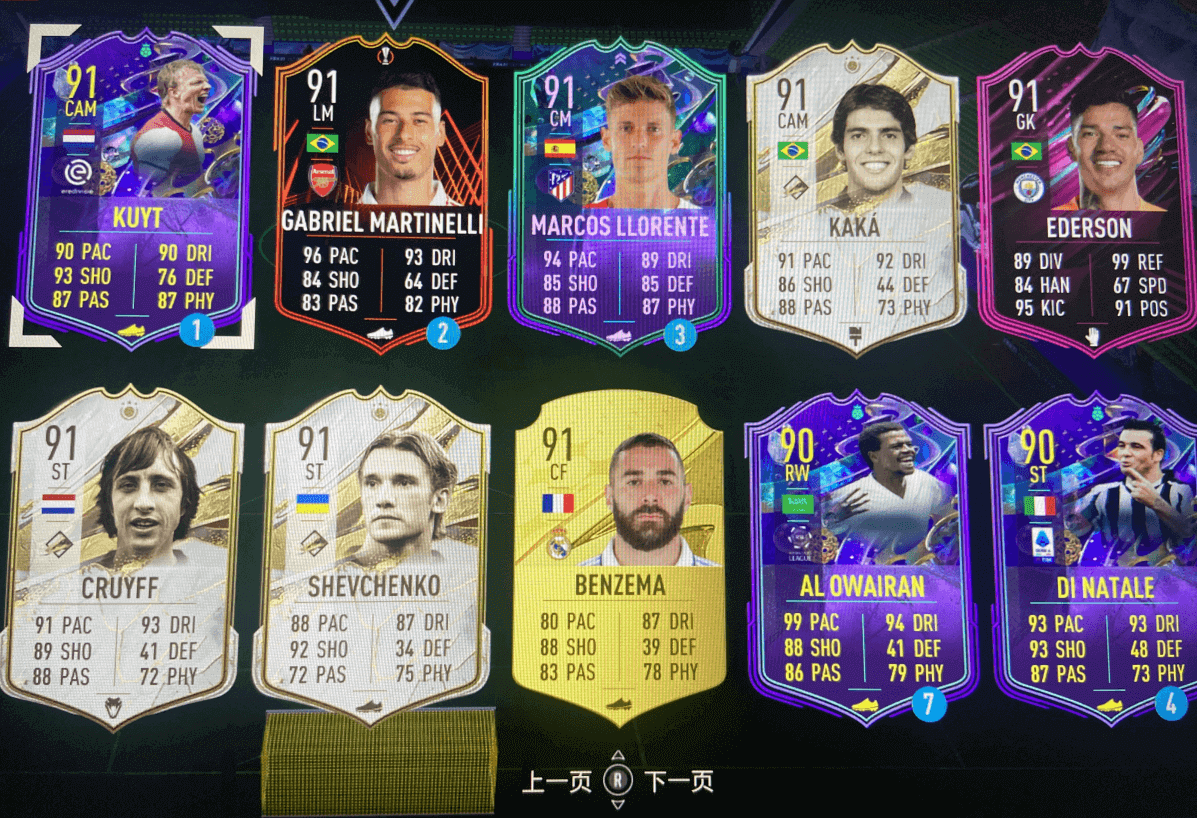 91
CAM
eredivisie
KUYT
90 PAC
93 SHO
87 PAS
90 DRI
76 DEF
87 PHY
1
91
LM
Arsenal
GABRIEL MARTINELLI
96 PAC
84 SHO
83 PAS
93 DRI
64 DEF
82 PHY
2
91
CM
MARCOS LLORENTE
94 PAC
85 SHO
88 PAS
89 DRI
85 DEF
87 PHY
3
91
CAM
KAKÁ
91 PAC
86 SHO
88 PAS
92 DRI
44 DEF
73 PHY
91
GK
EDERSON
89 DIV
84 HAN
95 KIC
99 REF
67 SPD
91 POS
91
ST
CRUYFF
91 PAC
89 SHO
88 PAS
93 DRI
41 DEF
72 PHY
91
ST
SHEVCHENKO
88 PAC
92 SHO
72 PAS
87 DRI
34 DEF
75 PHY
91
CF
BENZEMA
80 PAC
88 SHO
83 PAS
87 DRI
39 DEF
78 PHY
90
RW
LEAGUE
AL OWAIRAN
99 PAC
88 SHO
86 PAS
94 DRI
41 DEF
79 PHY
7
90
ST
DI NATALE
93 PAC
93 SHO
87 PAS
93 DRI
48 DEF
73 PHY
4
上一页 R 下一页